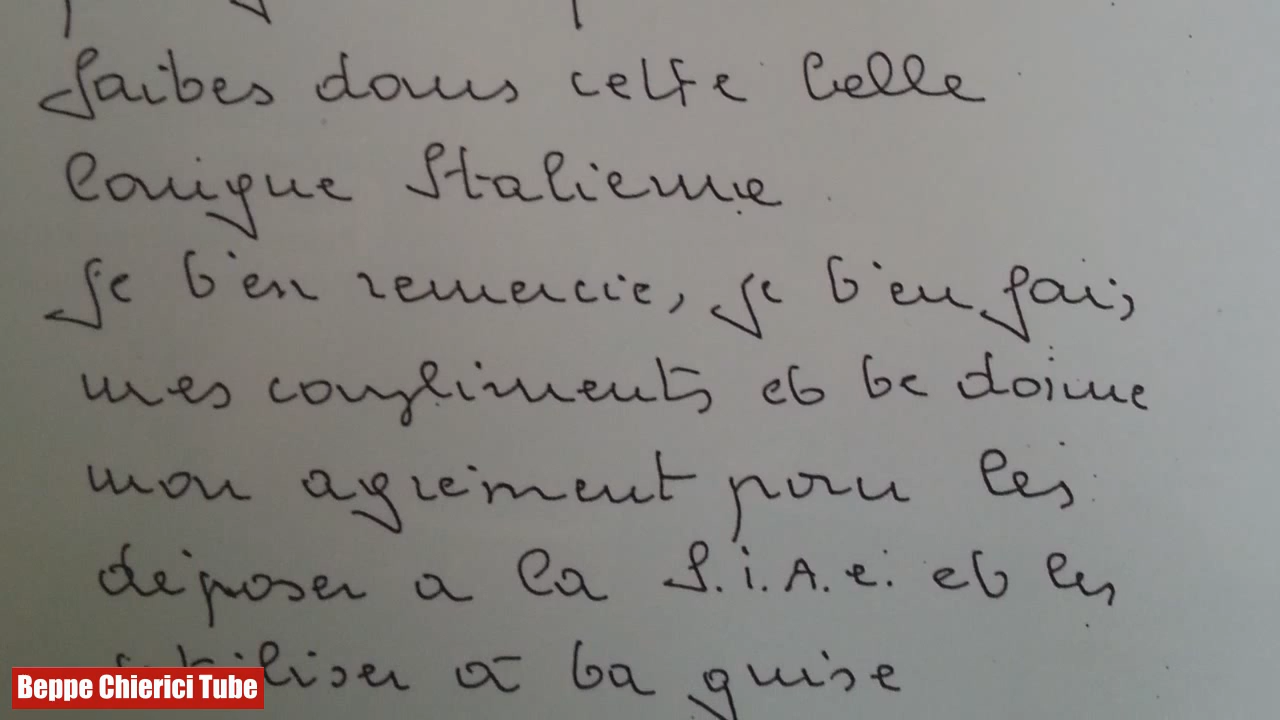 faites dans cette belle
langue Italienne.
Je t'en remercie, je t'en fais
mes compliments et te donne
mon agrément pour les
déposer a la S.i.A.e. et les
utiliser à ta guise
Beppe Chierici Tube